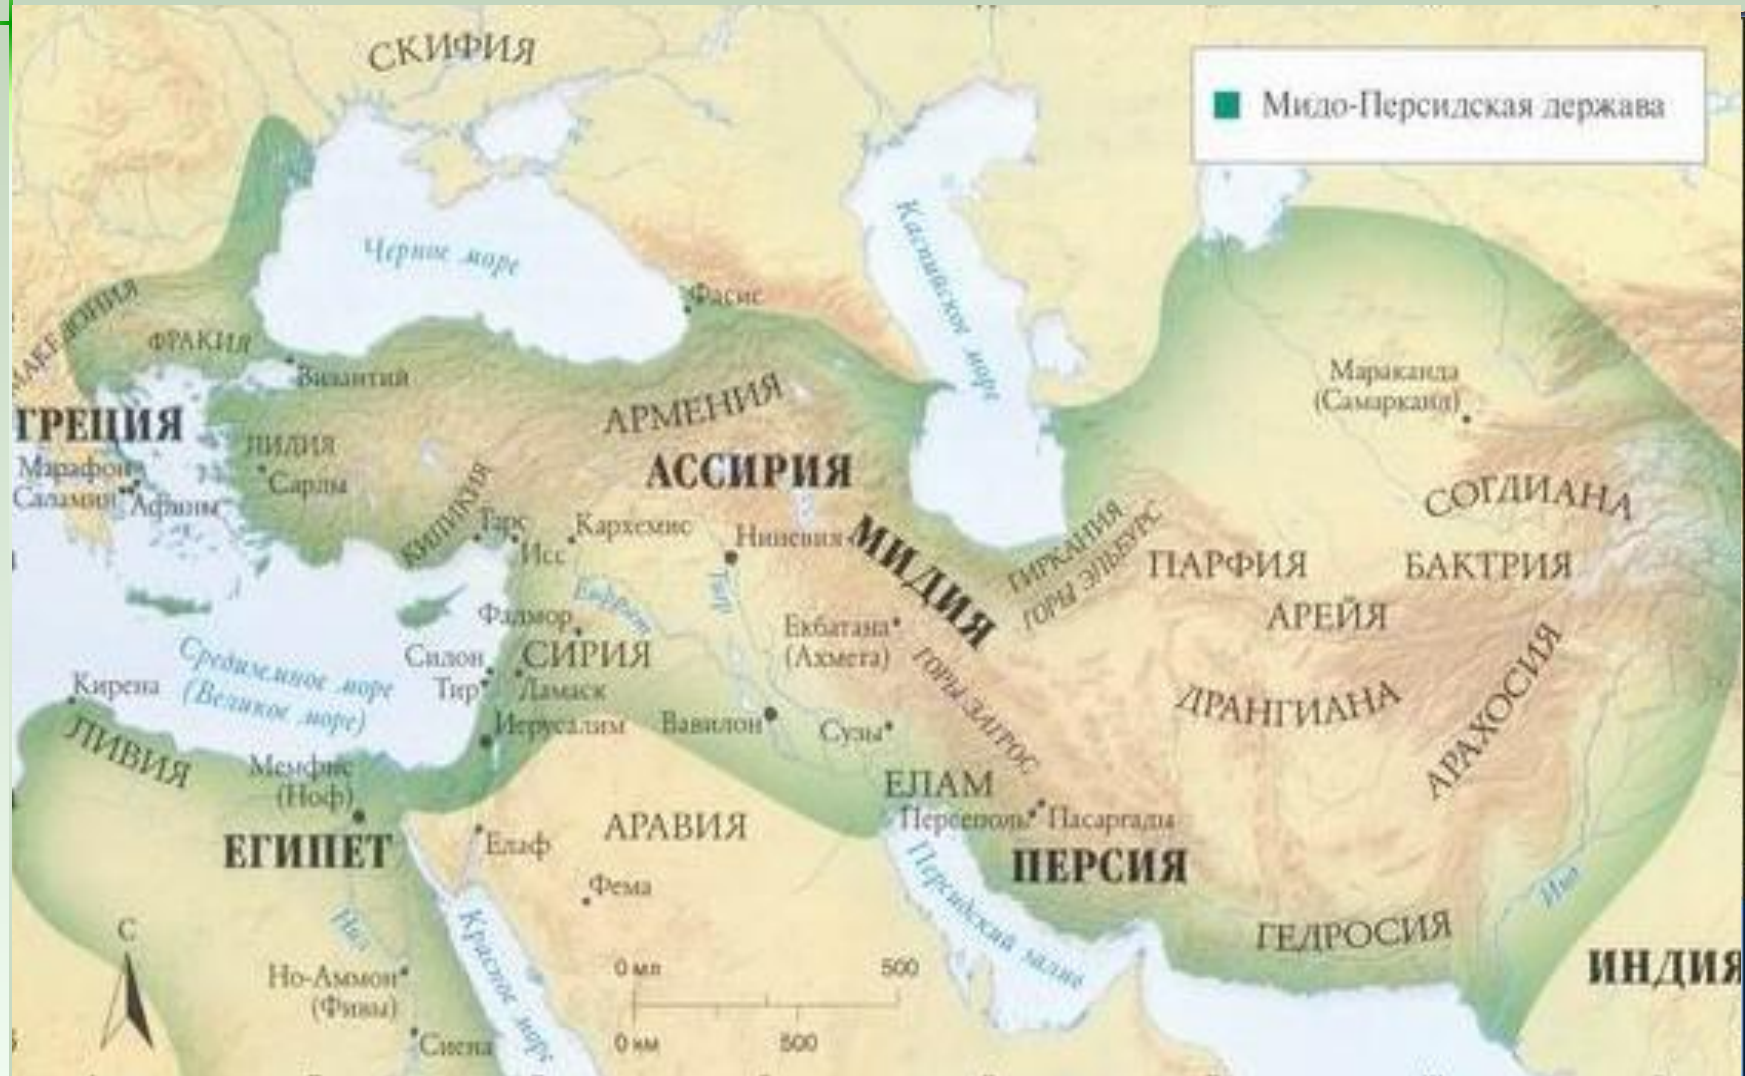 СКИФИЯ
Мидо-Персидская держава
Черное море
Каспийское море
Фасис
МАКЕДОНИЯ
ФРАКИЯ
Византий
Мараканда
(Самарканд)
АРМЕНИЯ
ГРЕЦИЯ
ЛИДИЯ
АССИРИЯ
Марафон
Сарды
Саламин
Афины
КИЛИКИЯ
СОГДИАНА
Тарс
Кархемис
Ниневия
МИДИЯ
Исс
ГИРКАНИЯ
ГОРЫ ЭЛЬБУРС
ПАРФИЯ
БАКТРИЯ
Евфрат
Тигр
Фадмор
Екбатана
(Ахмета)
АРЕЙЯ
Средиземное море
(Великое море)
Сидон
СИРИЯ
ГОРЫ ЗАГРОС
АРАХОСИЯ
Кирена
Тир
Дамаск
ДРАНГИАНА
Иерусалим
Вавилон
Сузы
ЛИВИЯ
Мемфис
(Ноф)
ЕЛАМ
ЕГИПЕТ
АРАВИЯ
Персеполь
Пасаргады
Елаф
ПЕРСИЯ
Фема
Персидский залив
Инд
Нил
Красное море
ГЕДРОСИЯ
С
Но-Аммон
(Фивы)
0 мл 500
ИНДИЯ
Сиена
0 км 500